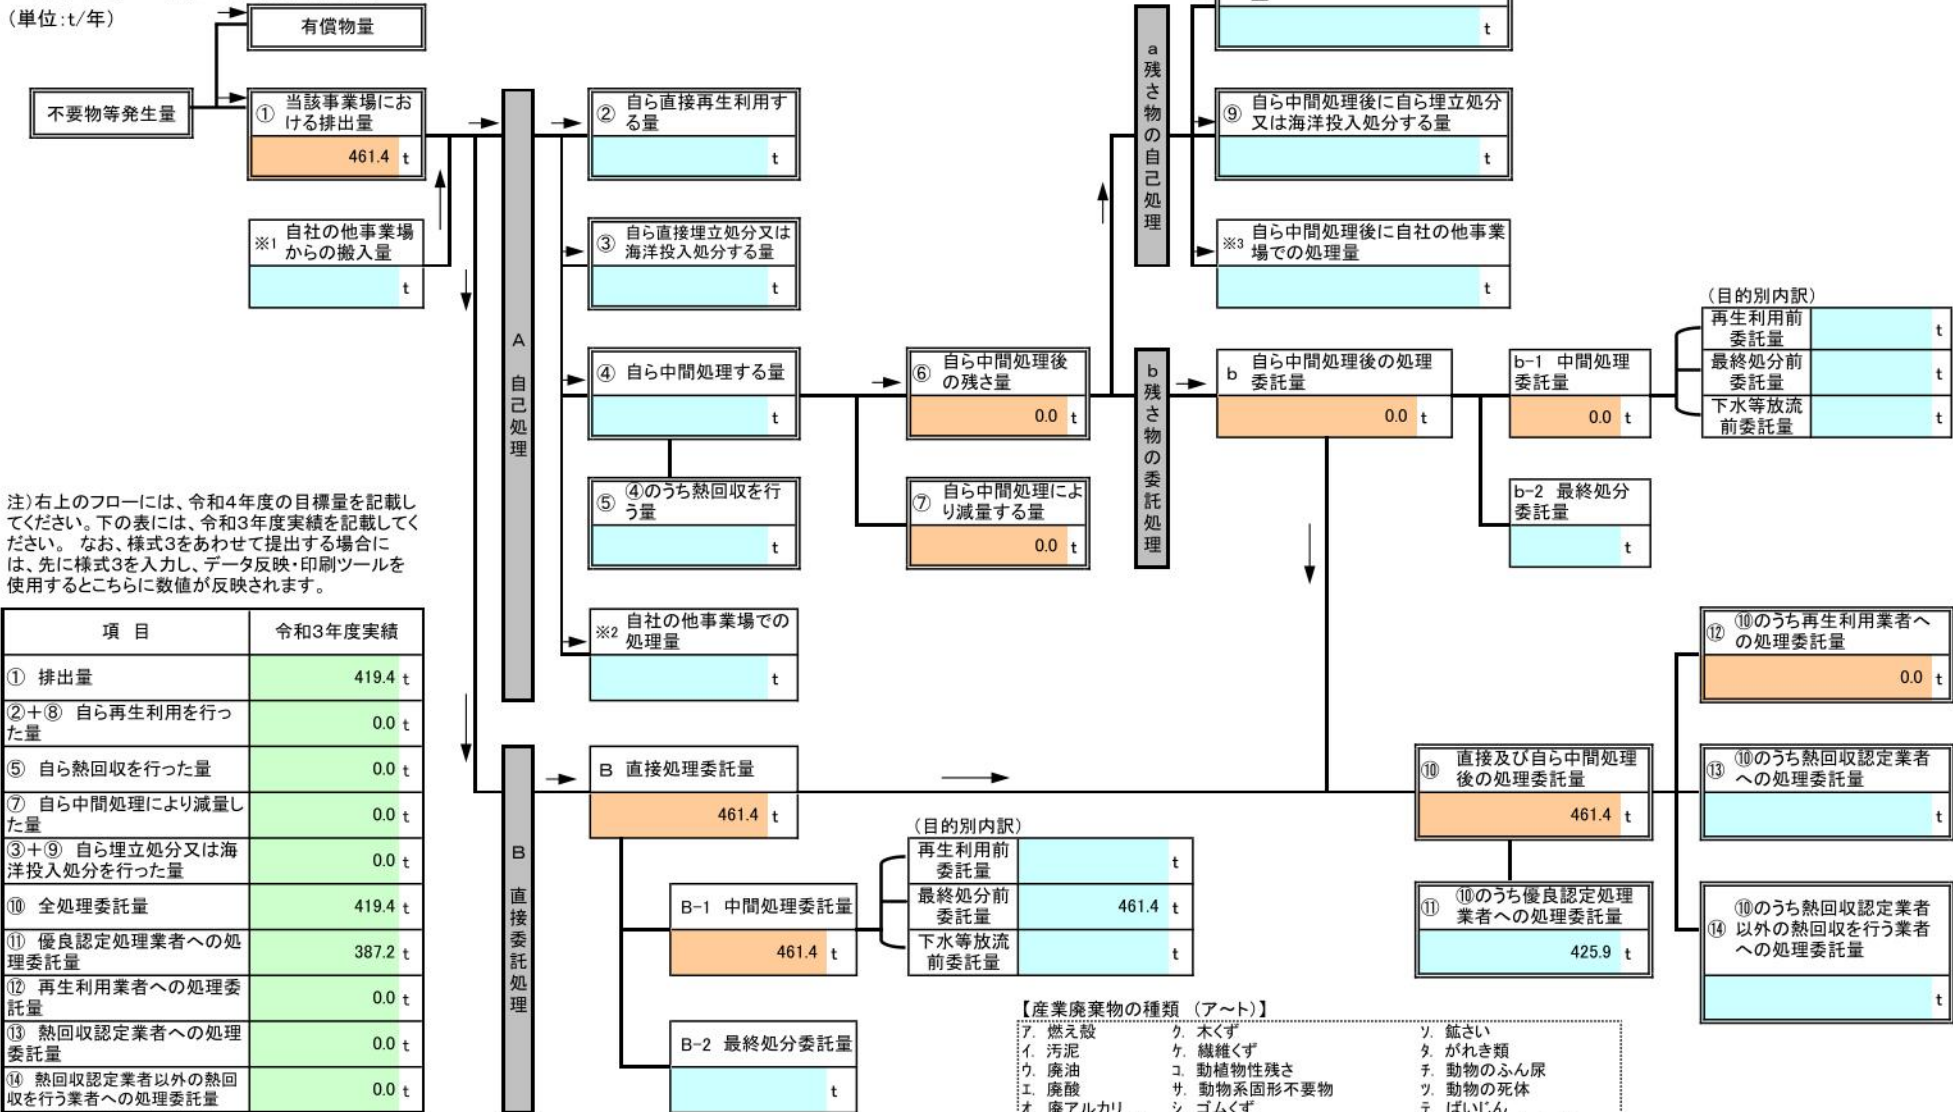 (単位:t/年)
有償物量
不要物等発生量
① 当該事業場にお
ける排出量
461.4 t
※1 自社の他事業場
からの搬入量
t
A 自己処理
② 自ら直接再生利用す
る量
t
③ 自ら直接埋立処分又は
海洋投入処分する量
t
④ 自ら中間処理する量
t
⑤ ④のうち熱回収を行
う量
t
※2 自社の他事業場での
処理量
t
⑥ 自ら中間処理後
の残さ量
0.0 t
⑦ 自ら中間処理によ
り減量する量
0.0 t
a 残さ物の自己処理
t
⑨ 自ら中間処理後に自ら埋立処分
又は海洋投入処分する量
t
※3 自ら中間処理後に自社の他事業
場での処理量
t
b 残さ物の委託処理
b 自ら中間処理後の処理
委託量
0.0 t
b-1 中間処理
委託量
0.0 t
(目的別内訳)
再生利用前
委託量
t
最終処分前
委託量
t
下水等放流
前委託量
t
b-2 最終処分
委託量
t
注)右上のフローには、令和4年度の目標量を記載し
てください。下の表には、令和3年度実績を記載してく
ださい。 なお、様式3をあわせて提出する場合に
は、先に様式3を入力し、データ反映・印刷ツールを
使用するとこちらに数値が反映されます。
項 目 令和3年度実績
① 排出量 419.4 t
②+⑧ 自ら再生利用を行っ
た量
0.0 t
⑤ 自ら熱回収を行った量 0.0 t
⑦ 自ら中間処理により減量し
た量
0.0 t
③+⑨ 自ら埋立処分又は海
洋投入処分を行った量
0.0 t
⑩ 全処理委託量 419.4 t
⑪ 優良認定処理業者への処
理委託量
387.2 t
⑫ 再生利用業者への処理委
託量
0.0 t
⑬ 熱回収認定業者への処理
委託量
0.0 t
⑭ 熱回収認定業者以外の熱回
収を行う業者への処理委託量
0.0 t
B 直接委託処理
B 直接処理委託量
461.4 t
B-1 中間処理委託量
461.4 t
(目的別内訳)
再生利用前
委託量
t
最終処分前
委託量
461.4 t
下水等放流
前委託量
t
B-2 最終処分委託量
t
⑩ 直接及び自ら中間処理
後の処理委託量
461.4 t
⑪ ⑩のうち優良認定処理
業者への処理委託量
425.9 t
⑫ ⑩のうち再生利用業者へ
の処理委託量
0.0 t
⑬ ⑩のうち熱回収認定業者
への処理委託量
t
⑭ ⑩のうち熱回収認定業者
以外の熱回収を行う業者
への処理委託量
t
【産業廃棄物の種類 (ア~ト)】
ア. 燃え殻 ク. 木くず ソ. 鉱さい
イ. 汚泥 ケ. 繊維くず タ. がれき類
ウ. 廃油 コ. 動植物性残さ チ. 動物のふん尿
エ. 廃酸 サ. 動物系固形不要物 ツ. 動物の死体
オ. 廃アルカリ シ. ゴムくず テ. ばいじん